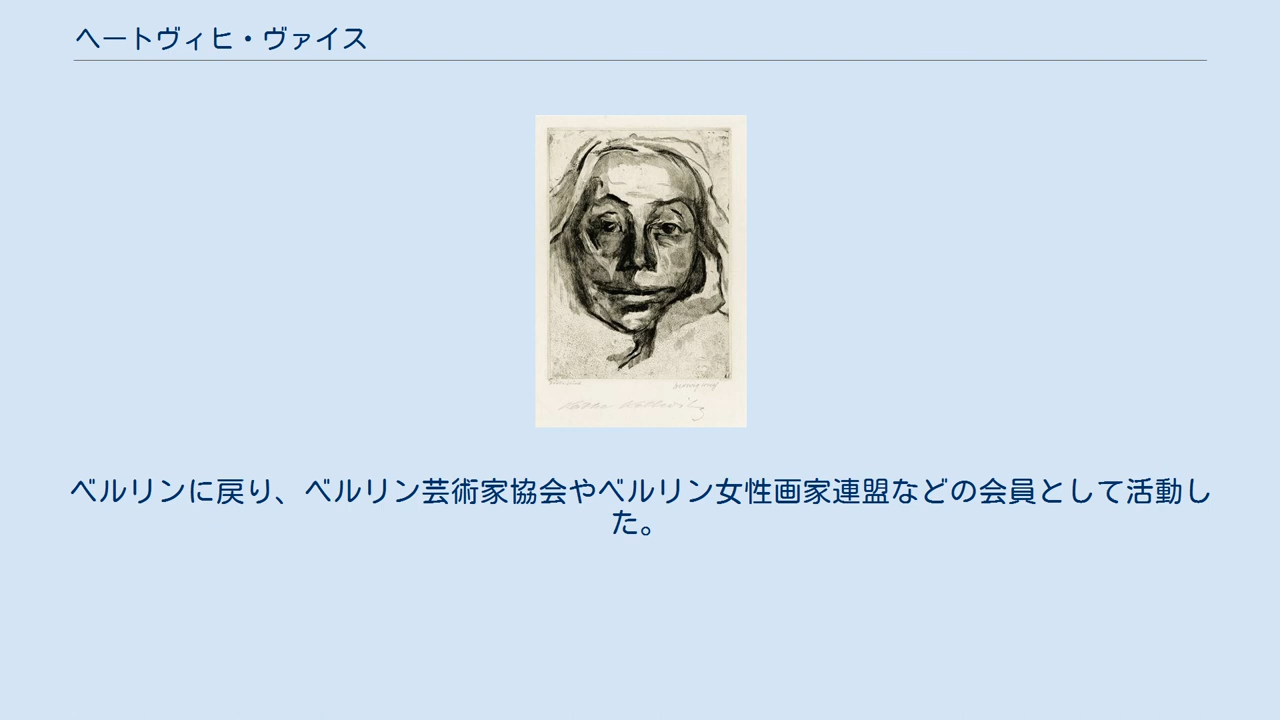 ヘートヴィヒ・ヴァイス
ベルリンに戻り、ベルリン芸術家協会やベルリン女性画家連盟などの会員として活動し
た。